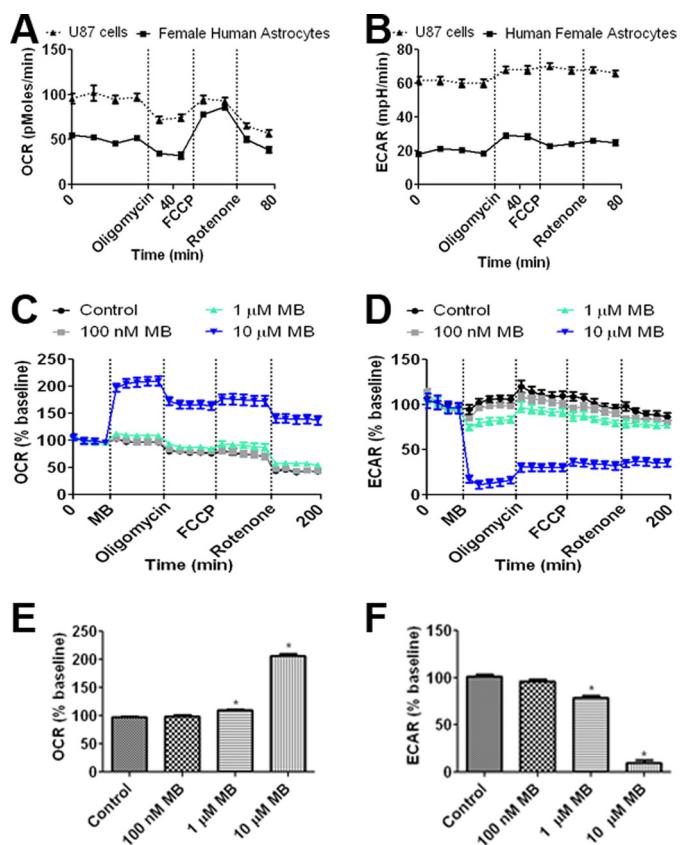 A
U87 cells
Female Human Astrocytes
OCR (pMoles/min)
150
100
50
0
0
Oligomycin
40
FCCP
Rotenone
80
Time (min)
B
U87 cells
Female Human Astrocytes
ECAR (mpH/min)
80
60
40
20
0
0
Oligomycin
40
FCCP
Rotenone
80
Time (min)
C
Control
1 μM MB
100 nM MB
10 μM MB
OCR (% baseline)
250
200
150
100
50
0
0
MB
Oligomycin
FCCP
Rotenone
200
Time (min)
D
Control
1 μM MB
100 nM MB
10 μM MB
ECAR (% baseline)
150
100
50
0
0
MB
Oligomycin
FCCP
Rotenone
200
Time (min)
E
OCR (% baseline)
250
200
150
100
50
0
*
*
Control
100 nM MB
1 μM MB
10 μM MB
F
ECAR (% baseline)
150
100
50
0
*
*
Control
100 nM MB
1 μM MB
10 μM MB